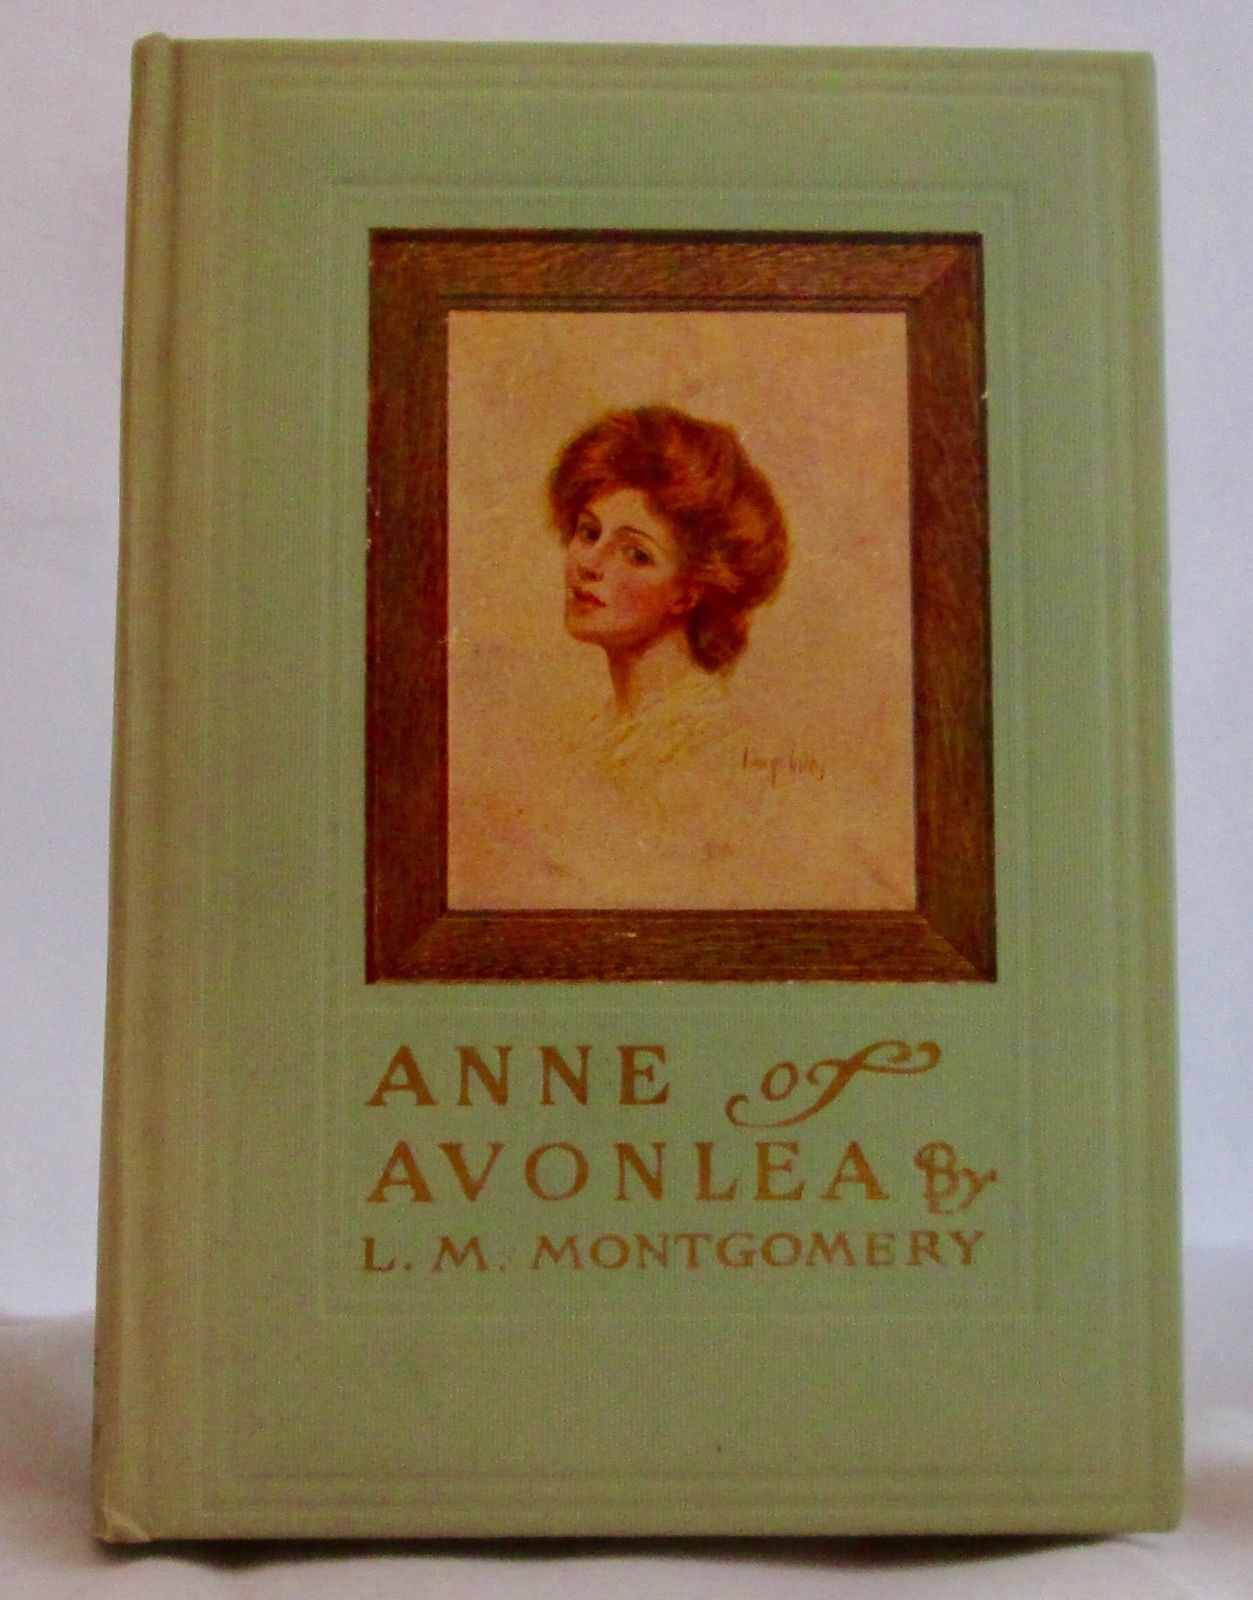 ANNE of
AVONLEA By
L. M. MONTGOMERY